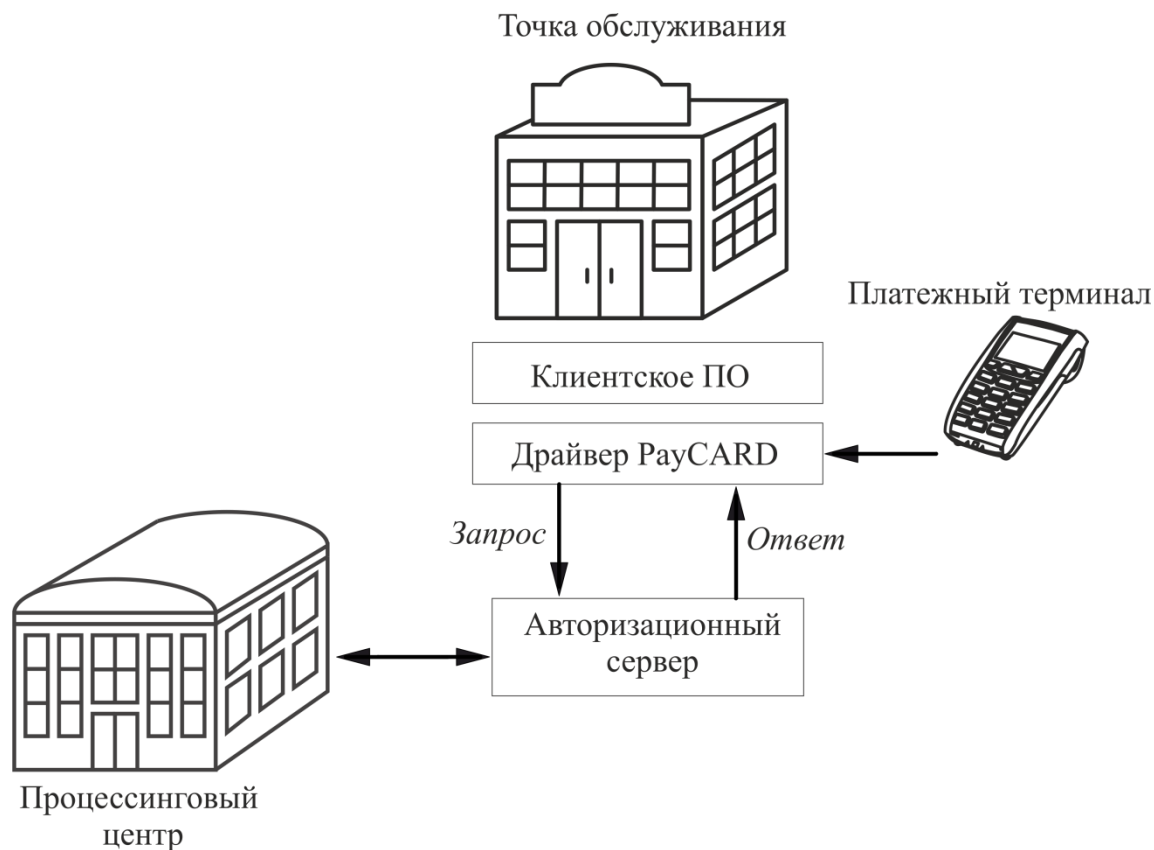 Точка обслуживания
Платежный терминал
Клиентское ПО
Драйвер PayCARD
Запрос
Ответ
Авторизационный
сервер
Процессинговый
центр